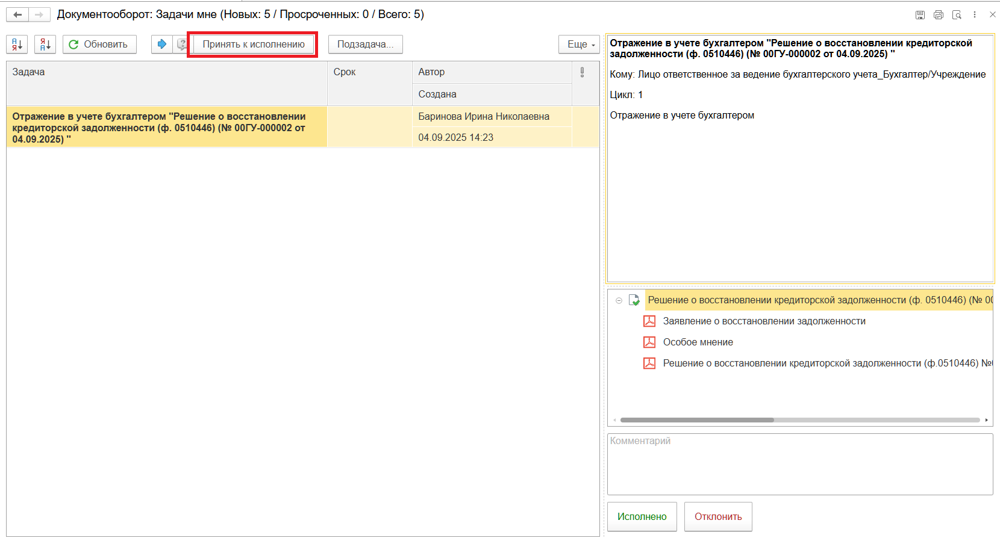 Документооборот: Задачи мне (Новых: 5 / Просроченных: 0 / Всего: 5)
Обновить
Принять к исполнению
Подзадача...
Еще
Задача
Срок
Автор
Создана
Отражение в учете бухгалтером "Решение о восстановлении
кредиторской задолженности (ф. 0510446) (№ 00ГУ-000002 от
04.09.2025) "
Баринова Ирина Николаевна
04.09.2025 14:23
Отражение в учете бухгалтером "Решение о восстановлении кредиторской
задолженности (ф. 0510446) (№ 00ГУ-000002 от 04.09.2025) "
Кому: Лицо ответственное за ведение бухгалтерского учета_Бухгалтер/Учреждение
Цикл: 1
Отражение в учете бухгалтером
Решение о восстановлении кредиторской задолженности (ф. 0510446) (№ 00
Заявление о восстановлении задолженности
Особое мнение
Решение о восстановлении кредиторской задолженности (ф.0510446) №
Комментарий
Исполнено
Отклонить